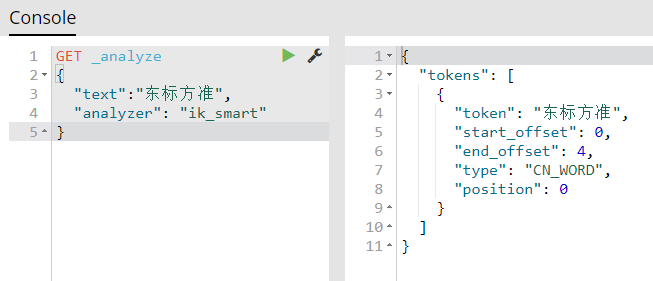 Console
1 GET _analyze
2 {
3 "text":"东标方准",
4 "analyzer": "ik_smart"
5 }
1 {
2 "tokens": [
3 {
4 "token": "东标方准",
5 "start_offset": 0,
6 "end_offset": 4,
7 "type": "CN_WORD",
8 "position": 0
9 }
10 ]
11 }